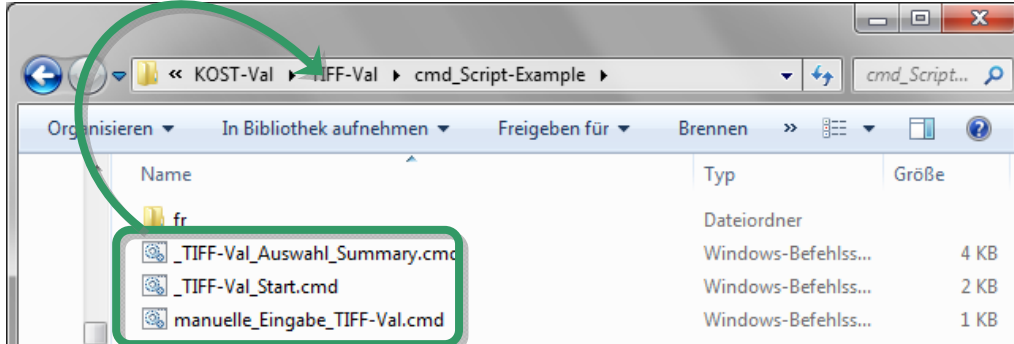 « KOST-Val ▸ TIFF-Val ▸ cmd_Script-Example ▸ cmd_Script...
Organisieren ▾ In Bibliothek aufnehmen ▾ Freigeben für ▾ Brennen »
Name Typ Größe
fr Dateiordner
_TIFF-Val_Auswahl_Summary.cmd Windows-Befehlss... 4 KB
_TIFF-Val_Start.cmd Windows-Befehlss... 2 KB
manuelle_Eingabe_TIFF-Val.cmd Windows-Befehlss... 1 KB